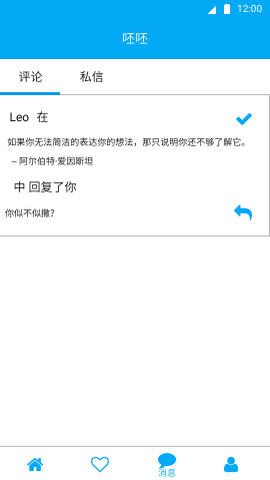 12:00
呸呸
评论 私信
Leo 在
如果你无法简洁的表达你的想法，那只说明你还不够了解它。
-- 阿尔伯特·爱因斯坦
中 回复了你
你似不似撒?
消息